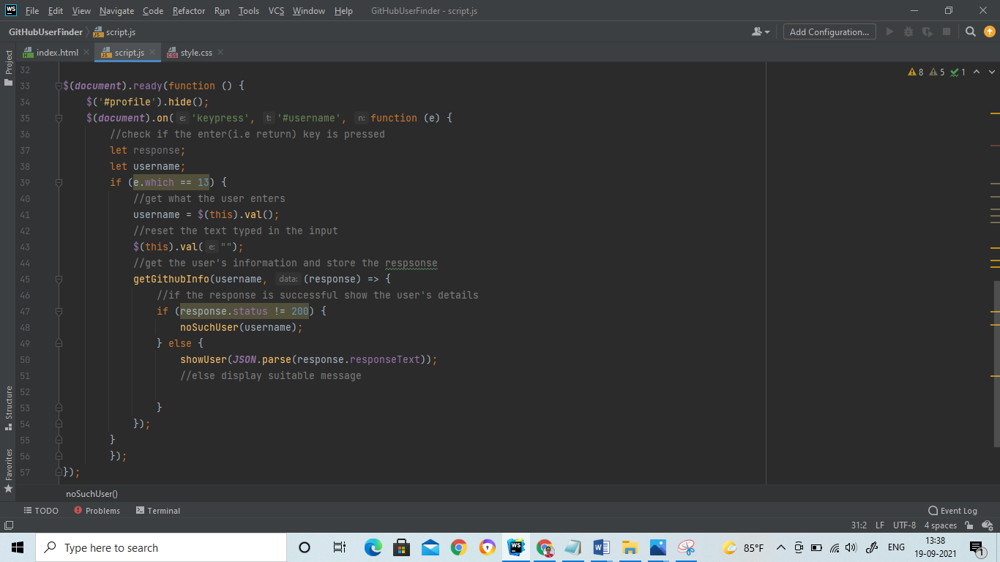 WS File Edit View Navigate Code Refactor Run Tools VCS Window Help GitHubUserFinder - script.js
GitHubUserFinder script.js Add Configuration...
index.html script.js style.css
Project
8 5 1
32
33 $(document).ready(function () {
34 $('#profile').hide();
35 $(document).on( e: 'keypress', t: '#username', n: function (e) {
36 //check if the enter(i.e return) key is pressed
37 let response;
38 let username;
39 if (e.which == 13) {
40 //get what the user enters
41 username = $(this).val();
42 //reset the text typed in the input
43 $(this).val( e: "");
44 //get the user's information and store the respsonse
45 getGithubInfo(username, data: (response) => {
46 //if the response is successful show the user's details
47 if (response.status != 200) {
48 noSuchUser(username);
49 } else {
50 showUser(JSON.parse(response.responseText));
51 //else display suitable message
52
53 }
54 });
55 }
56 });
57 });
Structure
Favorites
noSuchUser()
TODO Problems Terminal Event Log
31:2 LF UTF-8 4 spaces
Type here to search WS W 85°F ENG 13:38
19-09-2021 1